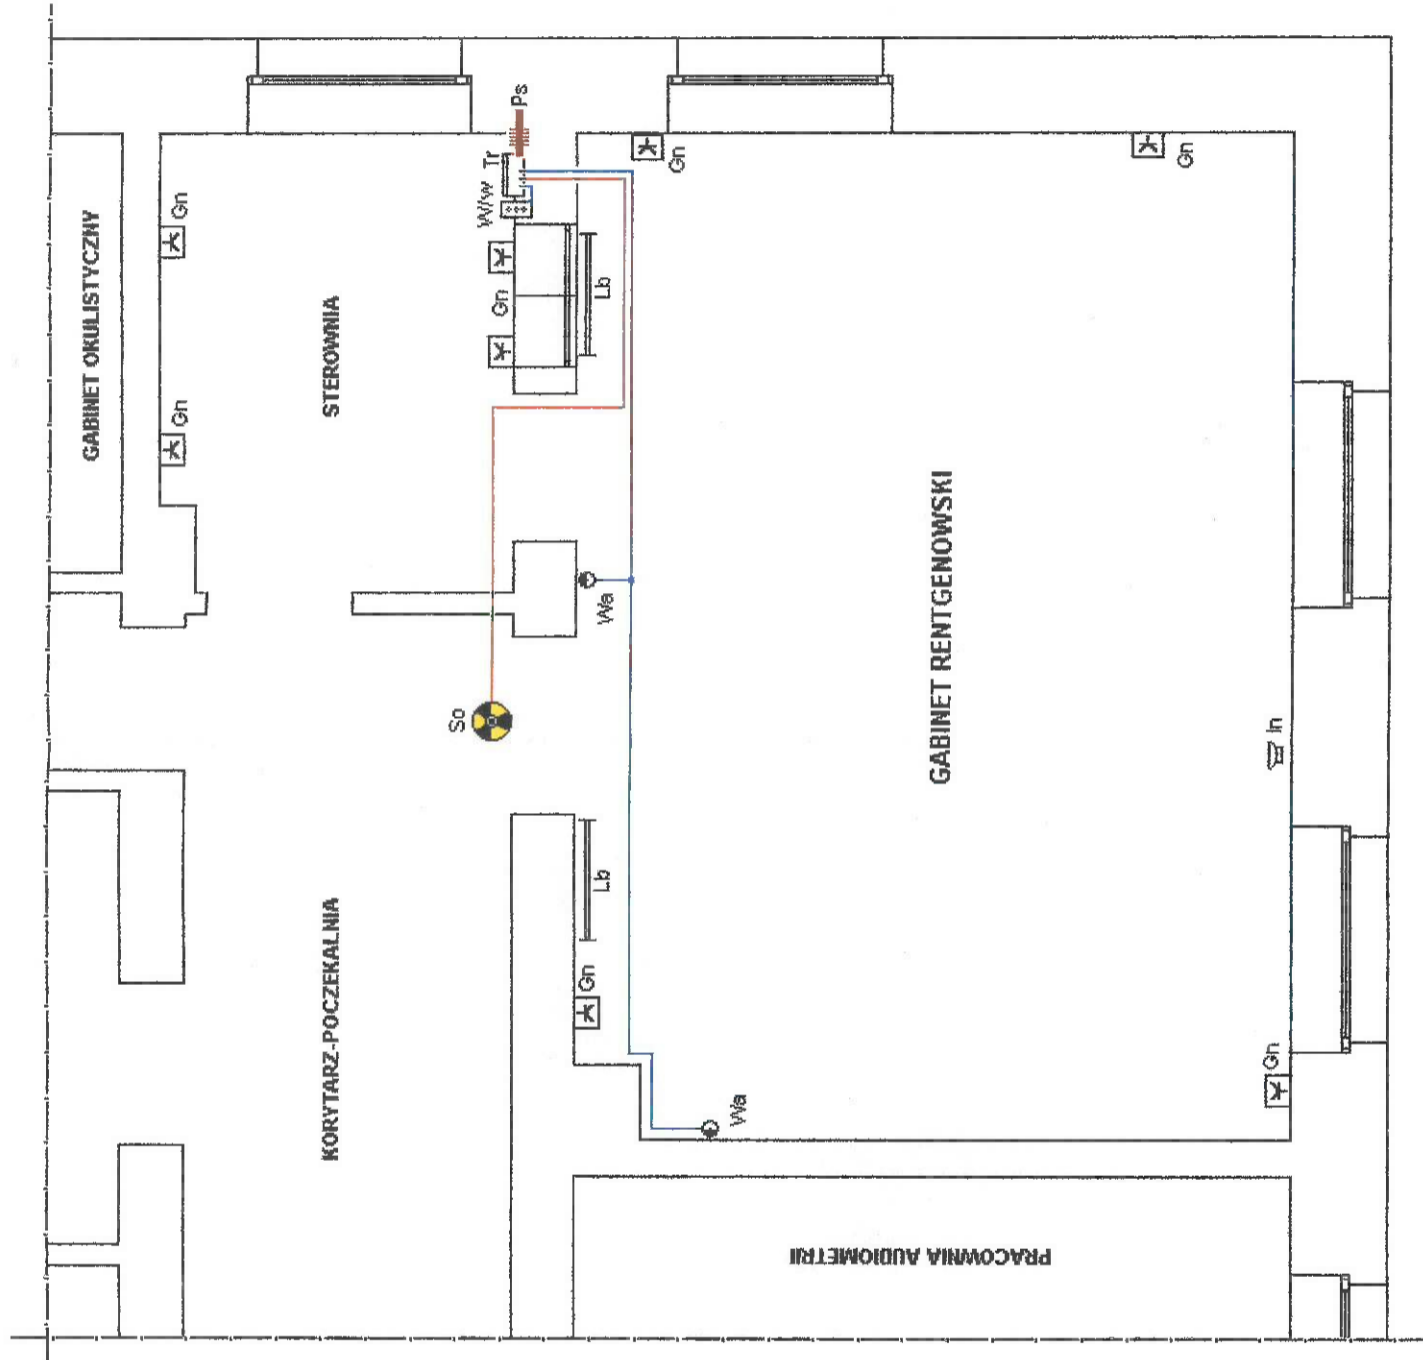 GABINET OKULISTYCZNY
Gn
Gn
STEROWNIA
Ps
Tr
W/w
Gn
Lb
Gn
Gn
So
Wa
GABINET RENTGENOWSKI
In
KORYTARZ-POCZEKALNIA
Lb
Gn
Wa
Gn
PRACOWNIA AUDIOMETRII